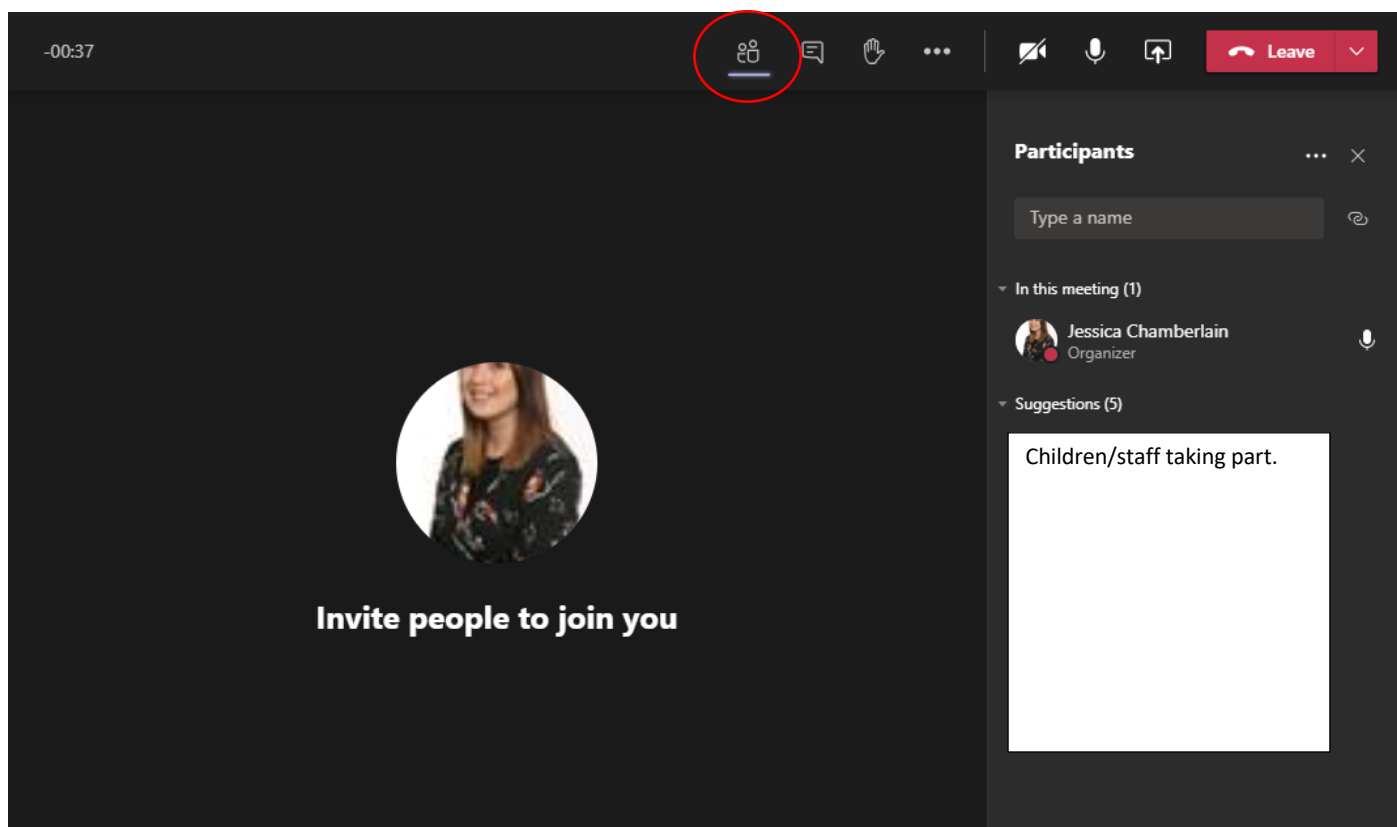 -00:37
Leave
Participants
Type a name
In this meeting (1)
Jessica Chamberlain
Organizer
Suggestions (5)
Children/staff taking part.
Invite people to join you